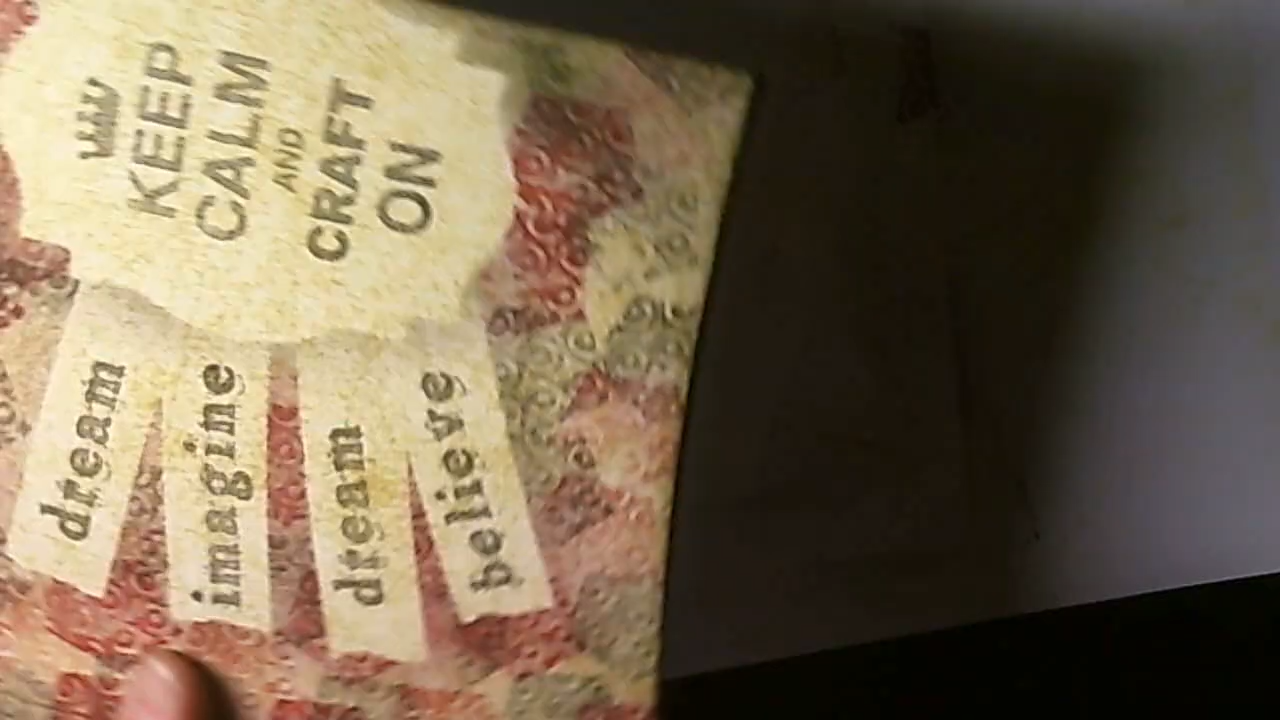 KEEP
CALM
AND
CRAFT
ON
dream
imagine
dream
believe